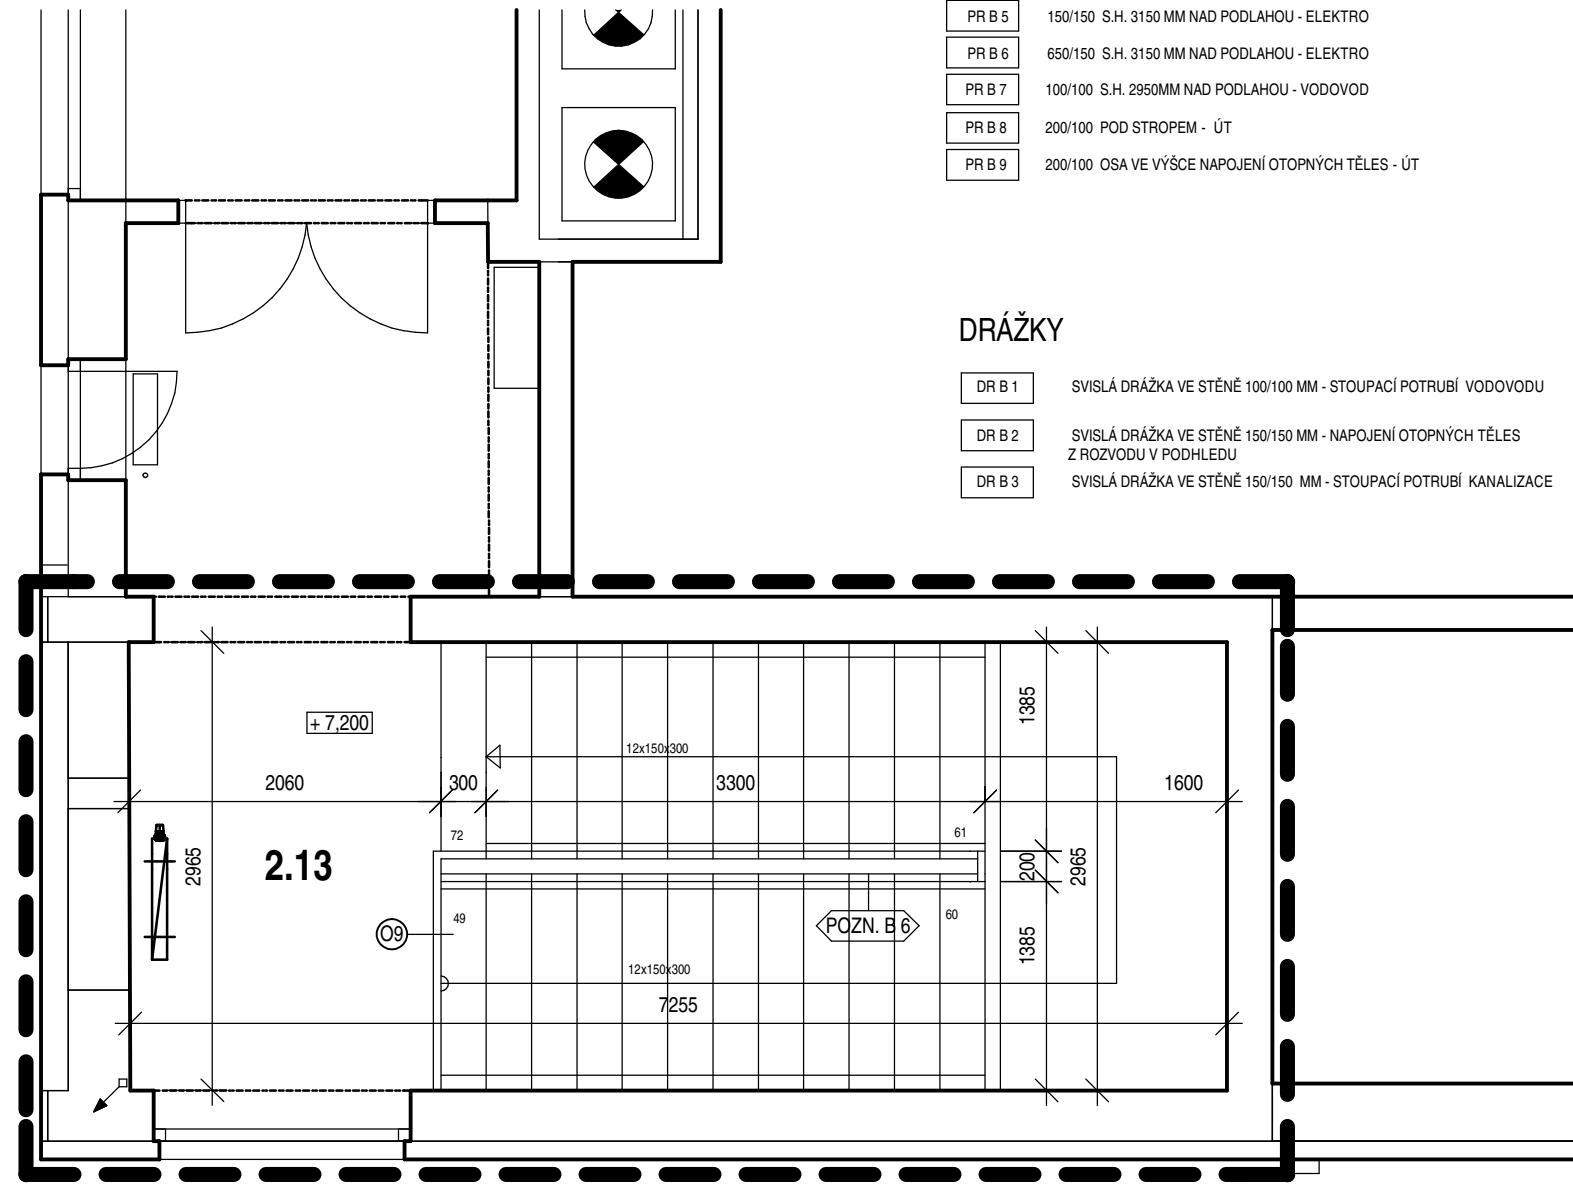 PR B 5 150/150 S.H. 3150 MM NAD PODLAHOU - ELEKTRO
PR B 6 650/150 S.H. 3150 MM NAD PODLAHOU - ELEKTRO
PR B 7 100/100 S.H. 2950MM NAD PODLAHOU - VODOVOD
PR B 8 200/100 POD STROPEM - ÚT
PR B 9 200/100 OSA VE VÝŠCE NAPOJENÍ OTOPNÝCH TĚLES - ÚT
DRÁŽKY
DR B 1 SVISLÁ DRÁŽKA VE STĚNĚ 100/100 MM - STOUPACÍ POTRUBÍ VODOVODU
DR B 2 SVISLÁ DRÁŽKA VE STĚNĚ 150/150 MM - NAPOJENÍ OTOPNÝCH TĚLES
Z ROZVODU V PODHLEDU
DR B 3 SVISLÁ DRÁŽKA VE STĚNĚ 150/150 MM - STOUPACÍ POTRUBÍ KANALIZACE
1385
+ 7,200
12x150x300
2060
300
3300
1600
72
61
2965
2.13
200
2965
49
60
O9
POZN. B 6
1385
12x150x300
7255